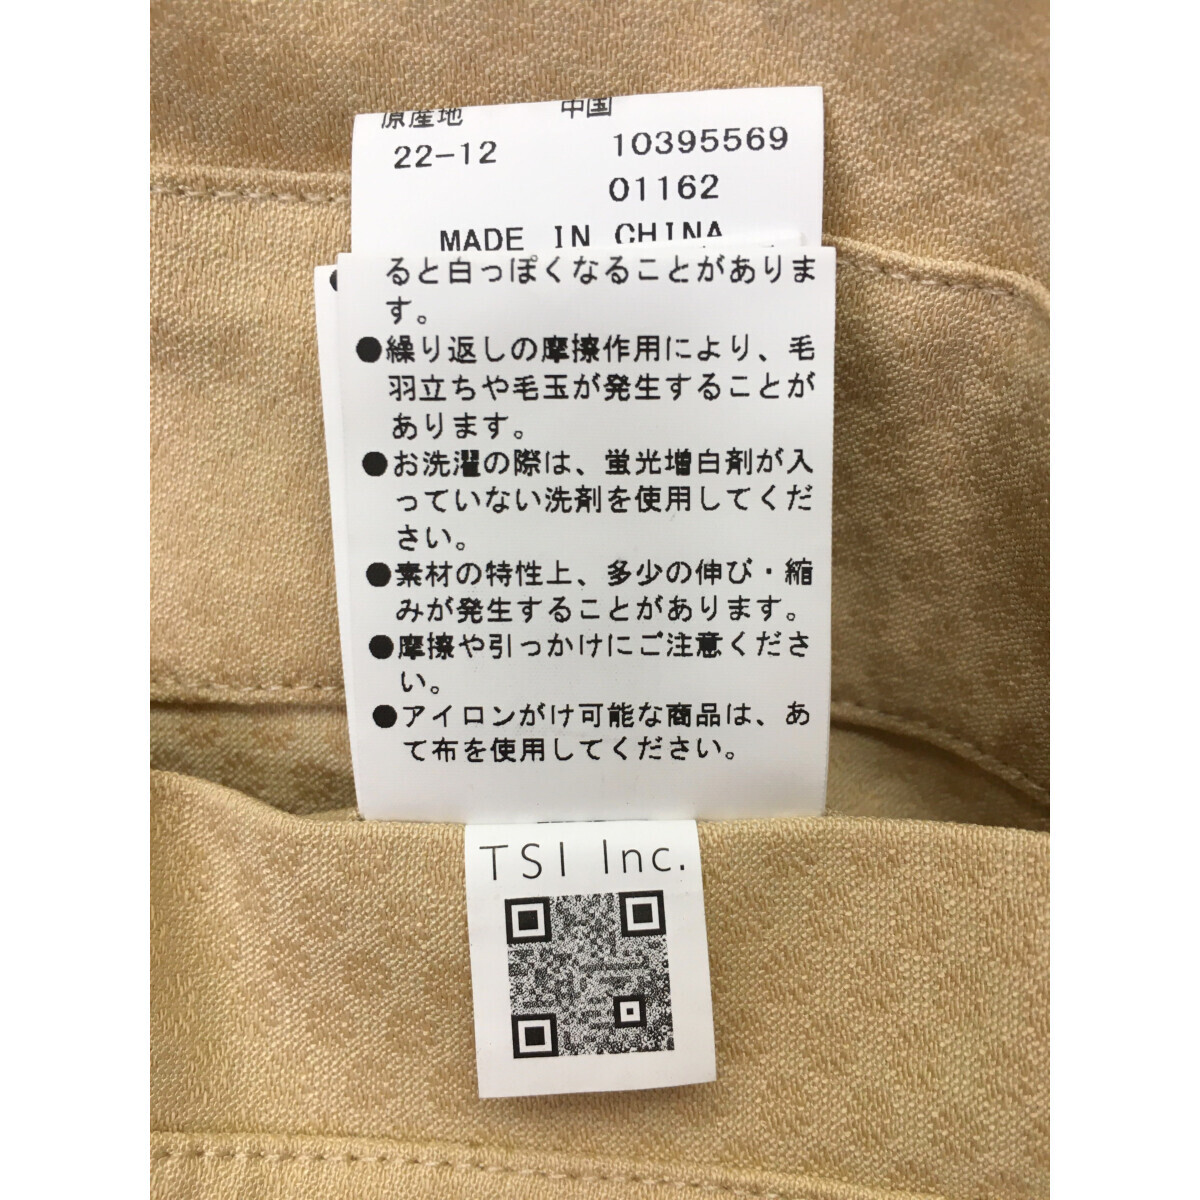 原産地 中国
22-12 10395569
01162
MADE IN CHINA
ると白っぽくなることがありま
す。
●繰り返しの摩擦作用により、毛
羽立ちや毛玉が発生することが
あります。
●お洗濯の際は、蛍光増白剤が入
っていない洗剤を使用してくだ
さい。
●素材の特性上、多少の伸び・縮
みが発生することがあります。
●摩擦や引っかけにご注意くださ
い。
●アイロンがけ可能な商品は、あ
て布を使用してください。
TSI Inc.